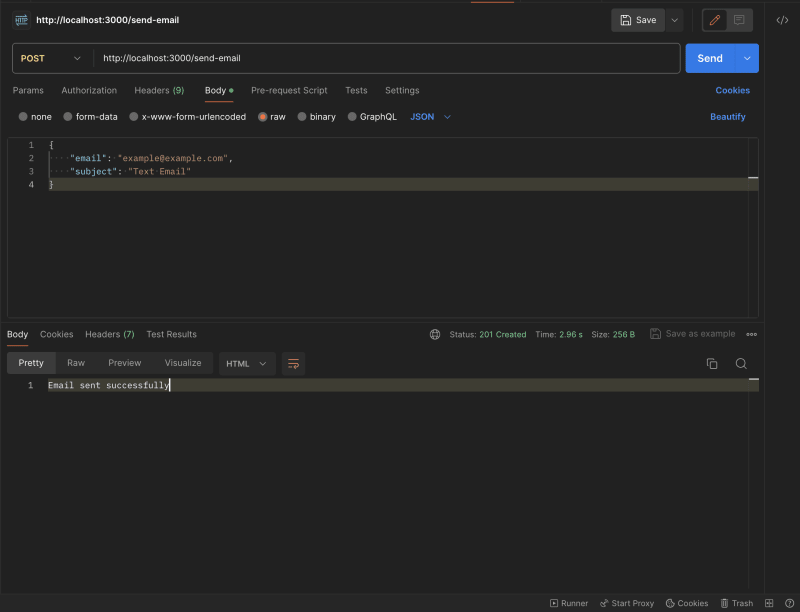 HTTP http://localhost:3000/send-email Save
POST http://localhost:3000/send-email Send
Params Authorization Headers (9) Body Pre-request Script Tests Settings Cookies
none form-data x-www-form-urlencoded raw binary GraphQL JSON Beautify
1 {
2 "email": "example@example.com",
3 "subject": "Text Email"
4 }
Body Cookies Headers (7) Test Results Status: 201 Created Time: 2.96 s Size: 256 B Save as example
Pretty Raw Preview Visualize HTML
1 Email sent successfully
Runner Start Proxy Cookies Trash